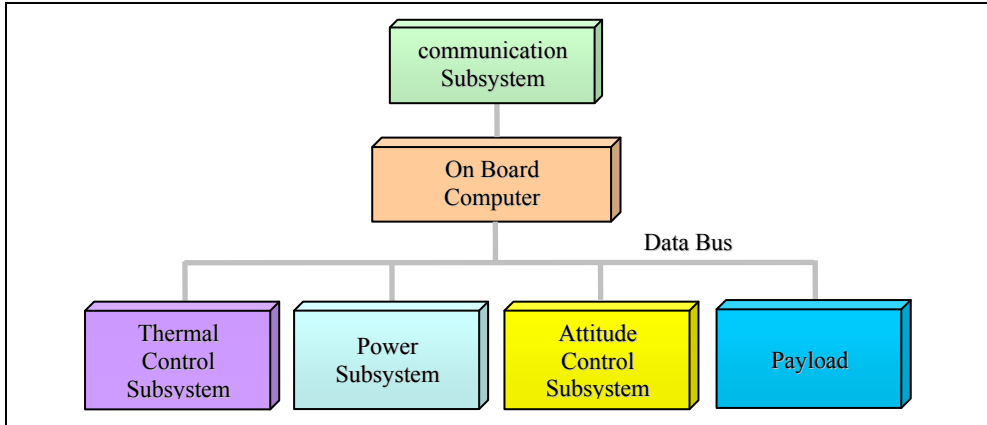 communication
Subsystem
On Board
Computer
Data Bus
Thermal
Control
Subsystem
Power
Subsystem
Attitude
Control
Subsystem
Payload